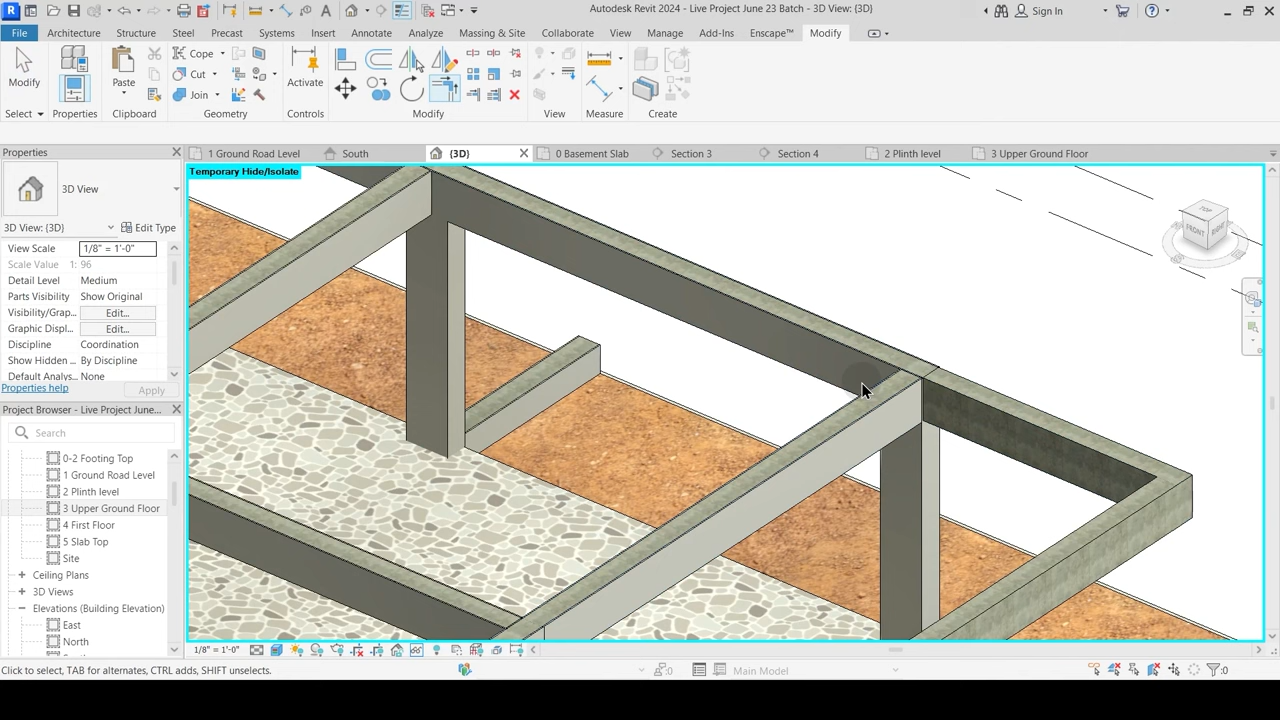 Autodesk Revit 2024 - Live Project June 23 Batch - 3D View: {3D}
Sign In
File Architecture Structure Steel Precast Systems Insert Annotate Analyze Massing & Site Collaborate View Manage Add-Ins Enscape™ Modify
Modify Paste Cope Cut Join Activate Measure
Select Properties Clipboard Geometry Controls Modify View Measure Create
Properties
1 Ground Road Level South {3D} 0 Basement Slab Section 3 Section 4 2 Plinth level 3 Upper Ground Floor
Temporary Hide/Isolate
3D View
3D View: {3D} Edit Type
View Scale 1/8" = 1'-0"
Scale Value 1: 96
Detail Level Medium
Parts Visibility Show Original
Visibility/Grap... Edit...
Graphic Displ... Edit...
Discipline Coordination
Show Hidden ... By Discipline
Default Analys... None
Properties help Apply
Project Browser - Live Project June...
Search
0-2 Footing Top
1 Ground Road Level
2 Plinth level
3 Upper Ground Floor
4 First Floor
5 Slab Top
Site
Ceiling Plans
3D Views
Elevations (Building Elevation)
East
North
TOP
FRONT RIGHT
1/8" = 1'-0"
Click to select, TAB for alternates, CTRL adds, SHIFT unselects.
:0 Main Model :0